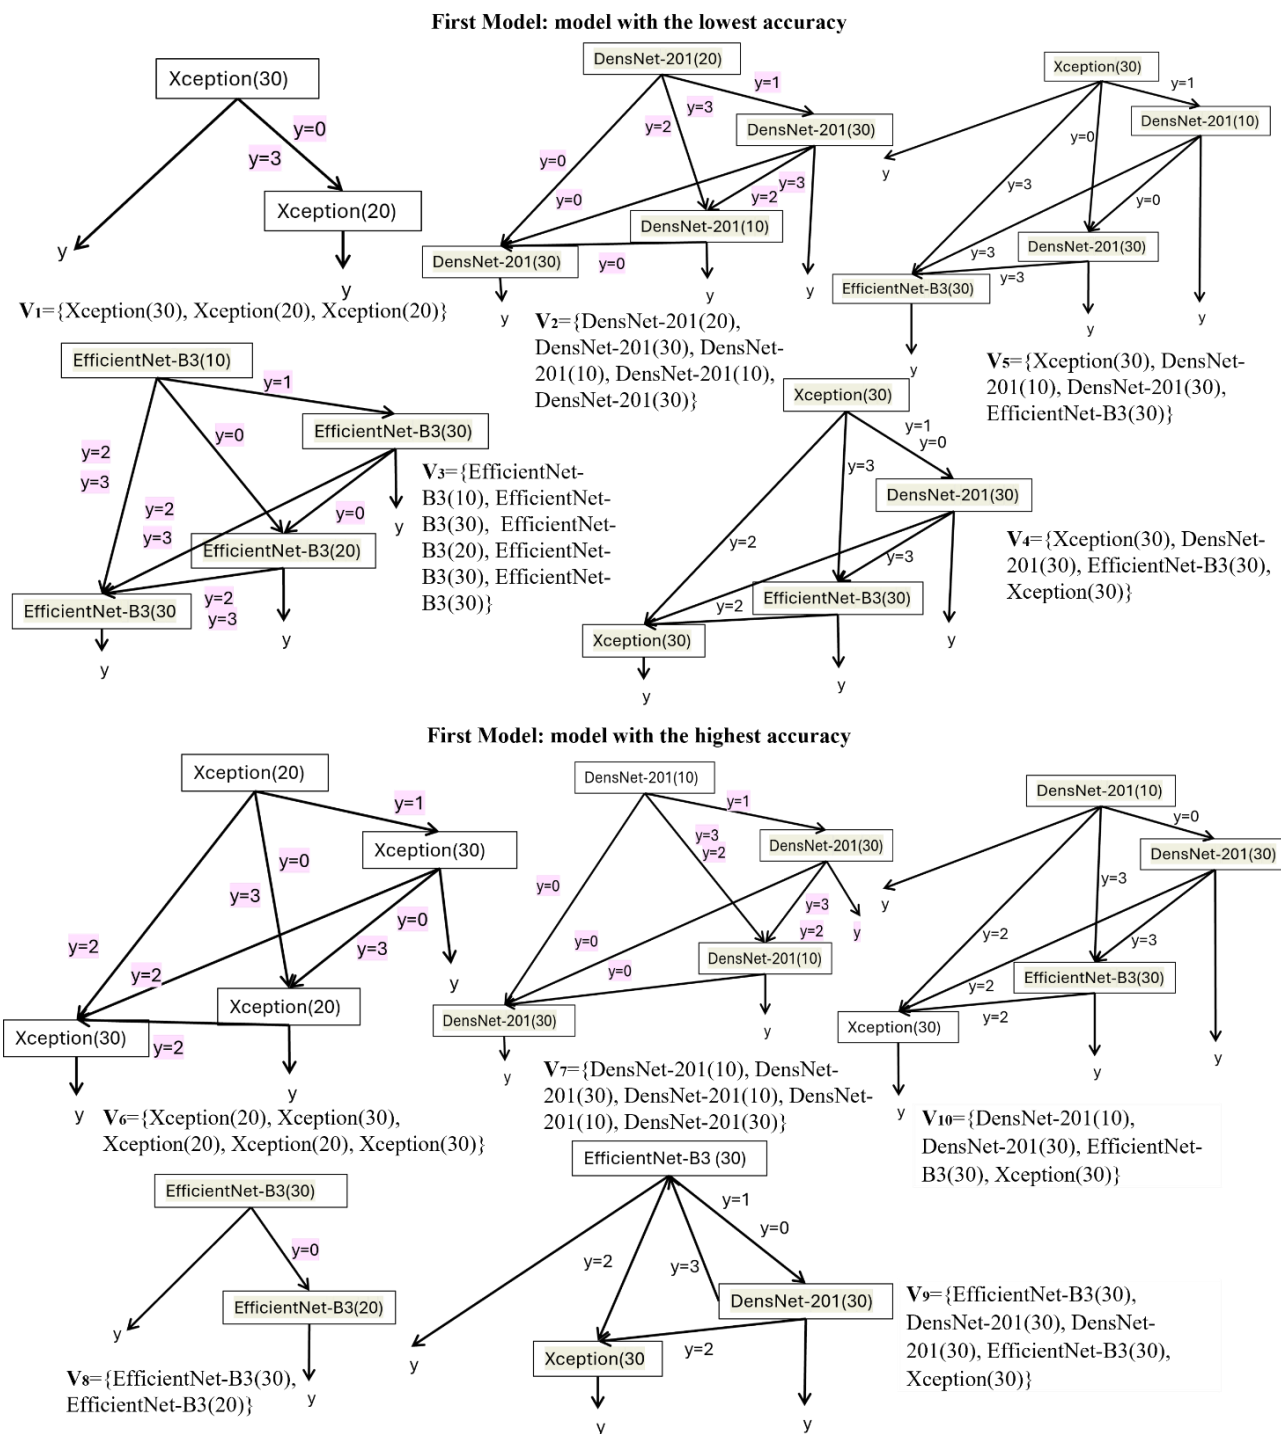 First Model: model with the lowest accuracy
Xception(30)
y=0
y=3
Xception(20)
y
y
V1={Xception(30), Xception(20), Xception(20)}
DensNet-201(20)
y=1
y=3
y=2
DensNet-201(30)
y=0
y=3
y=2
y=0
DensNet-201(10)
DensNet-201(30)
y=0
y
y
y
V2={DensNet-201(20),
DensNet-201(30), DensNet-
201(10), DensNet-201(10),
DensNet-201(30)}
Xception(30)
y=1
DensNet-201(10)
y=0
y
y=3
y=0
DensNet-201(30)
y=3
y=3
EfficientNet-B3(30)
y
y
y
V5={Xception(30), DensNet-
201(10), DensNet-201(30),
EfficientNet-B3(30)}
EfficientNet-B3(10)
y=1
EfficientNet-B3(30)
y=0
y=2
y=3
y=2
y=3
y=0
y
EfficientNet-B3(20)
EfficientNet-B3(30
y=2
y=3
y
y
V3={EfficientNet-
B3(10), EfficientNet-
B3(30), EfficientNet-
B3(20), EfficientNet-
B3(30), EfficientNet-
B3(30)}
Xception(30)
y=1
y=0
y=3
DensNet-201(30)
y=2
y=3
EfficientNet-B3(30)
y=2
Xception(30)
y
y
y
V4={Xception(30), DensNet-
201(30), EfficientNet-B3(30),
Xception(30)}
First Model: model with the highest accuracy
Xception(20)
y=1
Xception(30)
y=0
y=3
y=0
y=3
y=2
y=2
y
Xception(20)
Xception(30)
y=2
y
y
V6={Xception(20), Xception(30),
Xception(20), Xception(20), Xception(30)}
DensNet-201(10)
y=1
y=3
y=2
DensNet-201(30)
y=0
y=3
y=2
y
y=0
DensNet-201(10)
y=0
DensNet-201(30)
y
y
V7={DensNet-201(10), DensNet-
201(30), DensNet-201(10), DensNet-
201(10), DensNet-201(30)}
DensNet-201(10)
y=0
DensNet-201(30)
y=3
y
y=2
y=3
EfficientNet-B3(30)
y=2
y=2
Xception(30)
y
y
y
V10={DensNet-201(10),
DensNet-201(30), EfficientNet-
B3(30), Xception(30)}
EfficientNet-B3(30)
y=0
EfficientNet-B3(20)
y
y
V8={EfficientNet-B3(30),
EfficientNet-B3(20)}
EfficientNet-B3 (30)
y=1
y=0
y=2
y=3
DensNet-201(30)
y=2
Xception(30
y
y
y
V9={EfficientNet-B3(30),
DensNet-201(30), DensNet-
201(30), EfficientNet-B3(30),
Xception(30)}